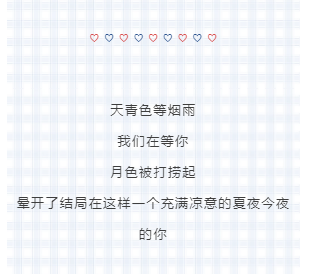 天青色等烟雨
我们在等你
月色被打捞起
晕开了结局在这样一个充满凉意的夏夜今夜
的你